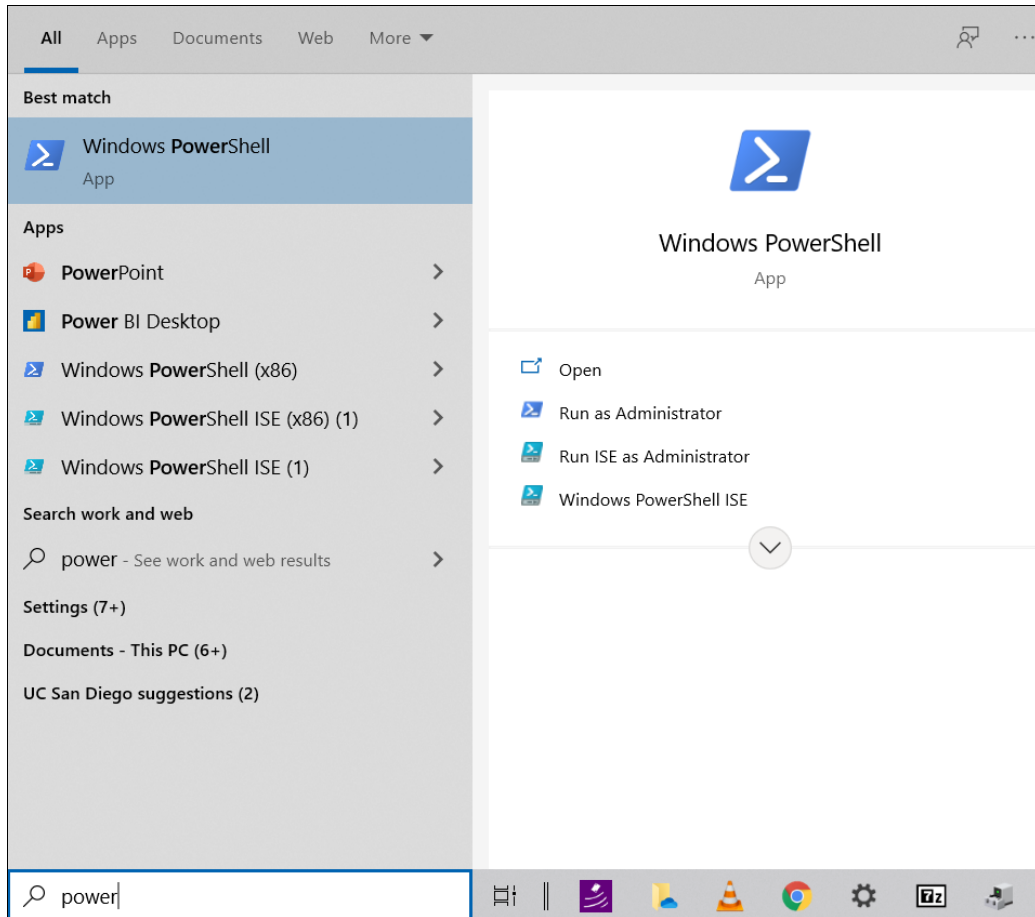 All Apps Documents Web More
Best match
Windows PowerShell
App
Apps
PowerPoint
Power BI Desktop
Windows PowerShell (x86)
Windows PowerShell ISE (x86) (1)
Windows PowerShell ISE (1)
Search work and web
power - See work and web results
Settings (7+)
Documents - This PC (6+)
UC San Diego suggestions (2)
Windows PowerShell
App
Open
Run as Administrator
Run ISE as Administrator
Windows PowerShell ISE
power
7z